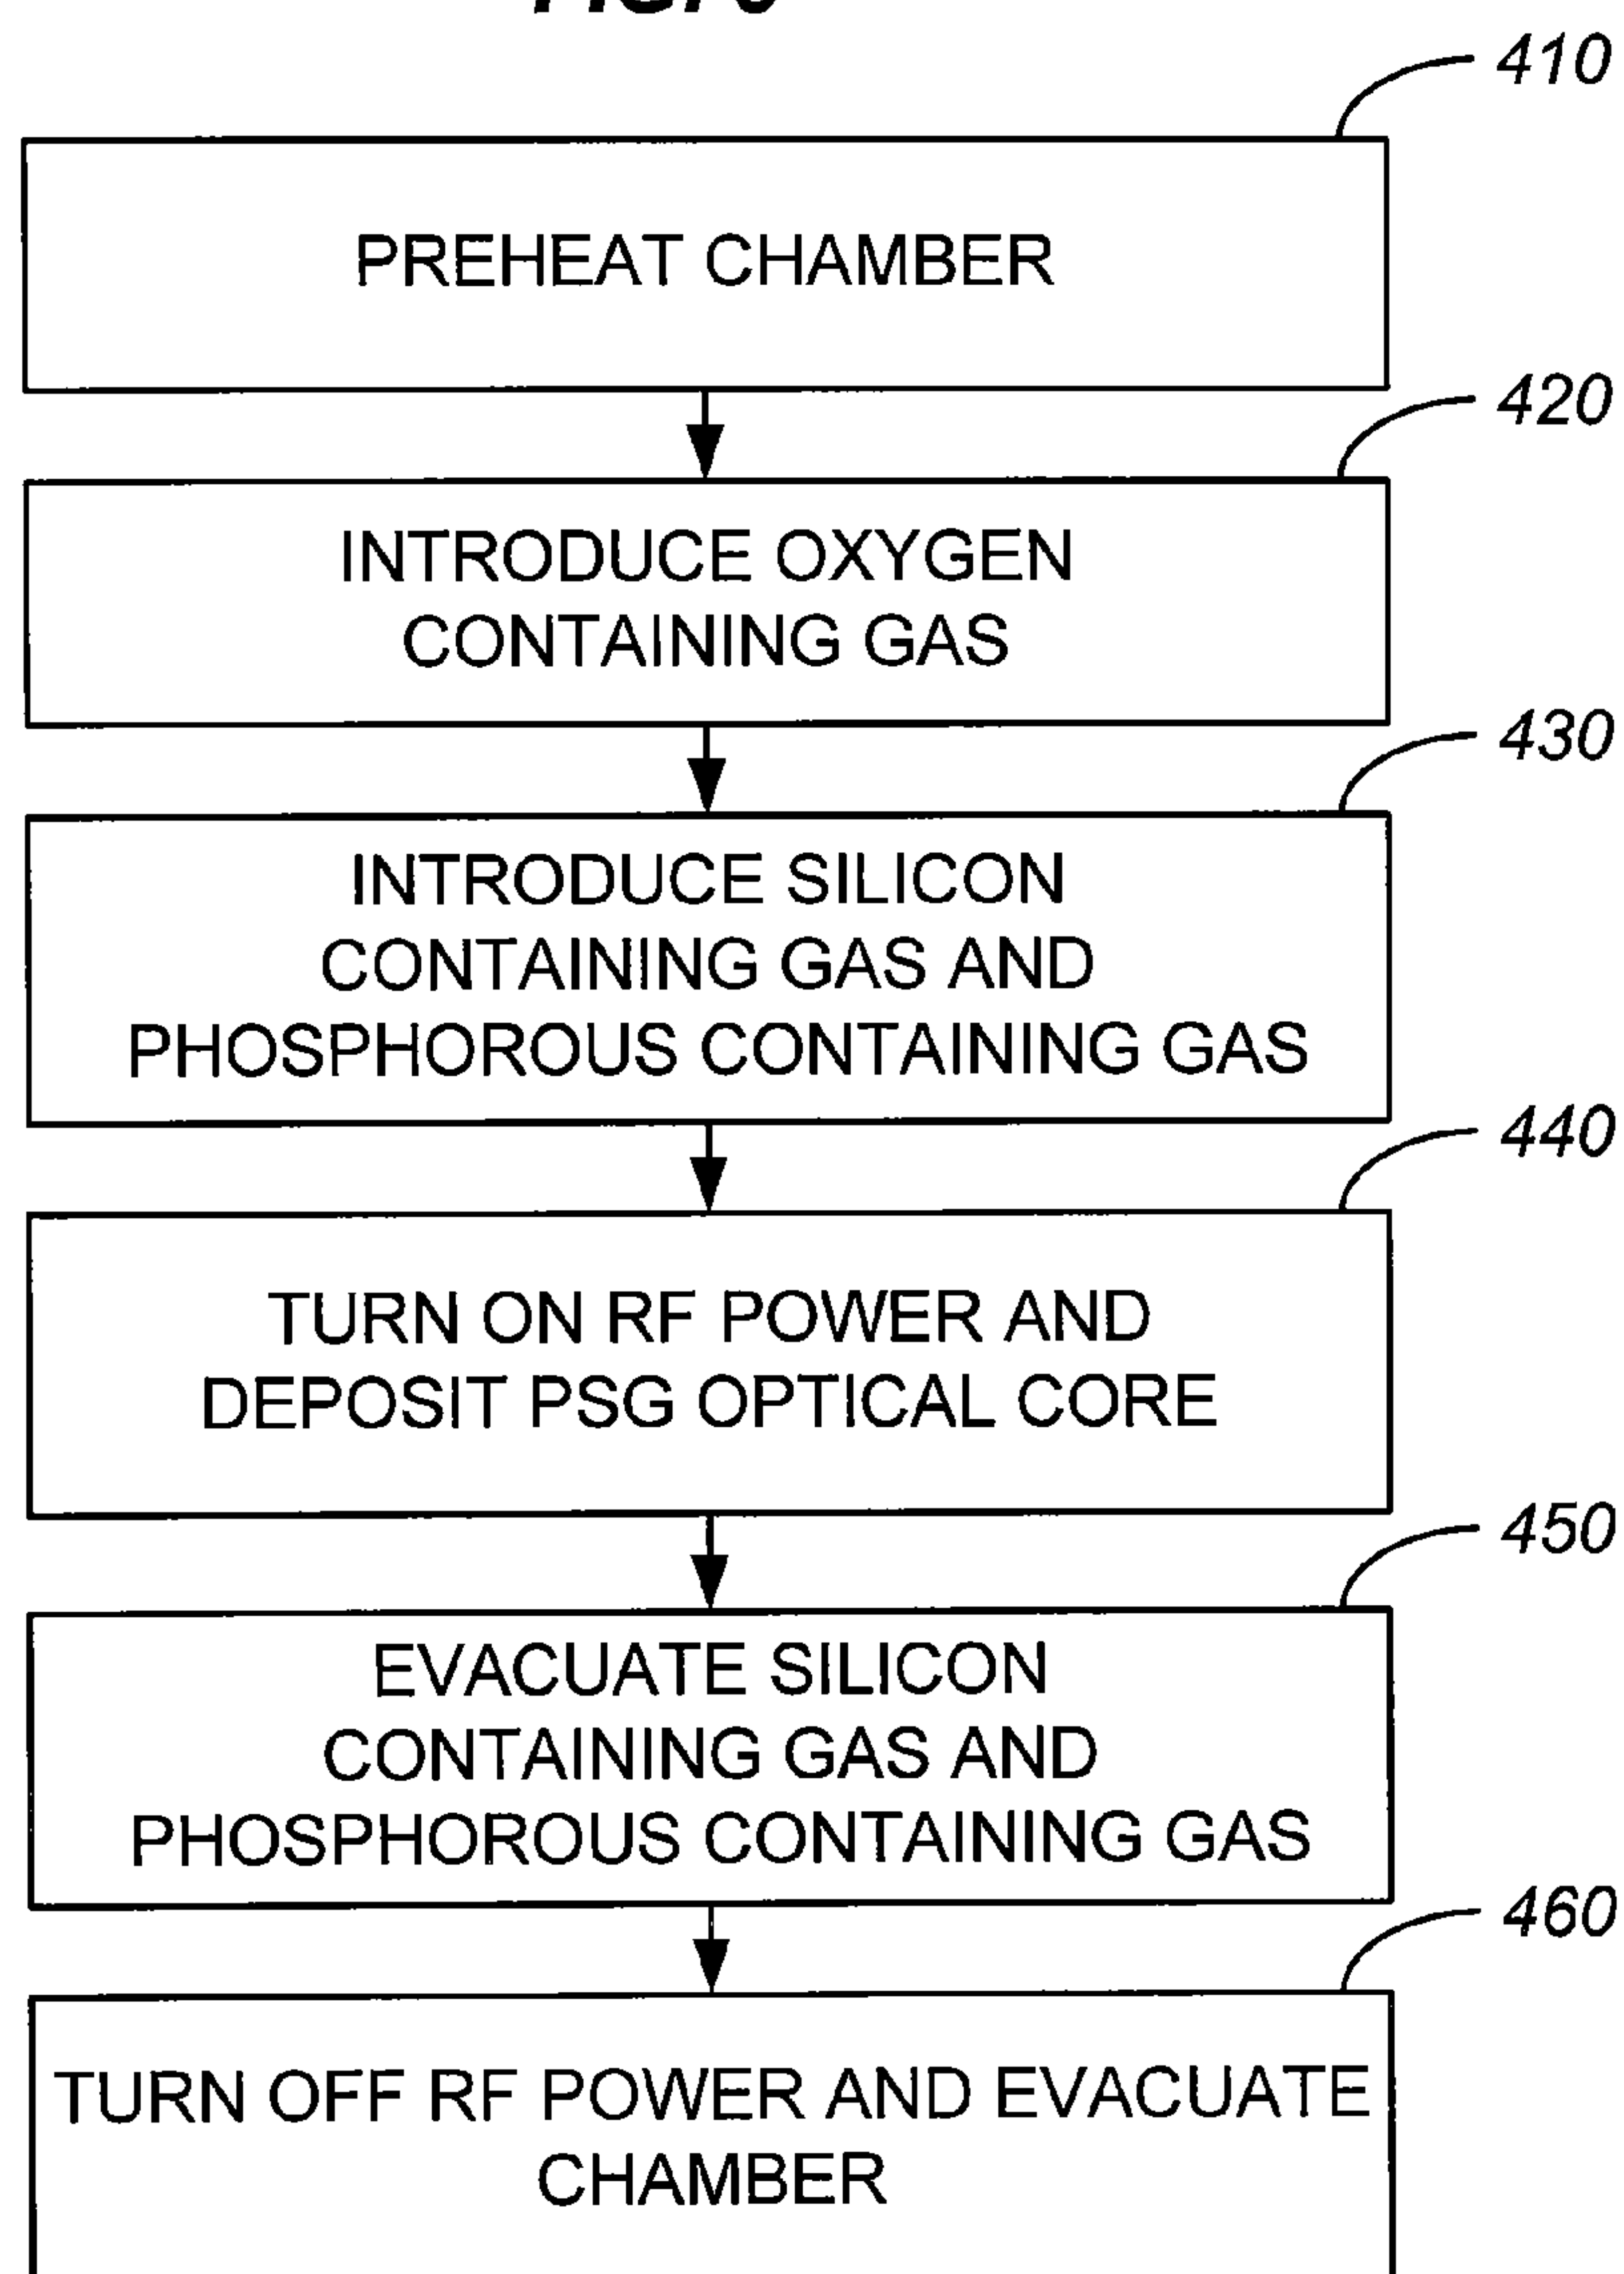 410
PREHEAT CHAMBER
420
INTRODUCE OXYGEN
CONTAINING GAS
430
INTRODUCE SILICON
CONTAINING GAS AND
PHOSPHOROUS CONTAINING GAS
440
TURN ON RF POWER AND
DEPOSIT PSG OPTICAL CORE
450
EVACUATE SILICON
CONTAINING GAS AND
PHOSPHOROUS CONTAINING GAS
460
TURN OFF RF POWER AND EVACUATE
CHAMBER